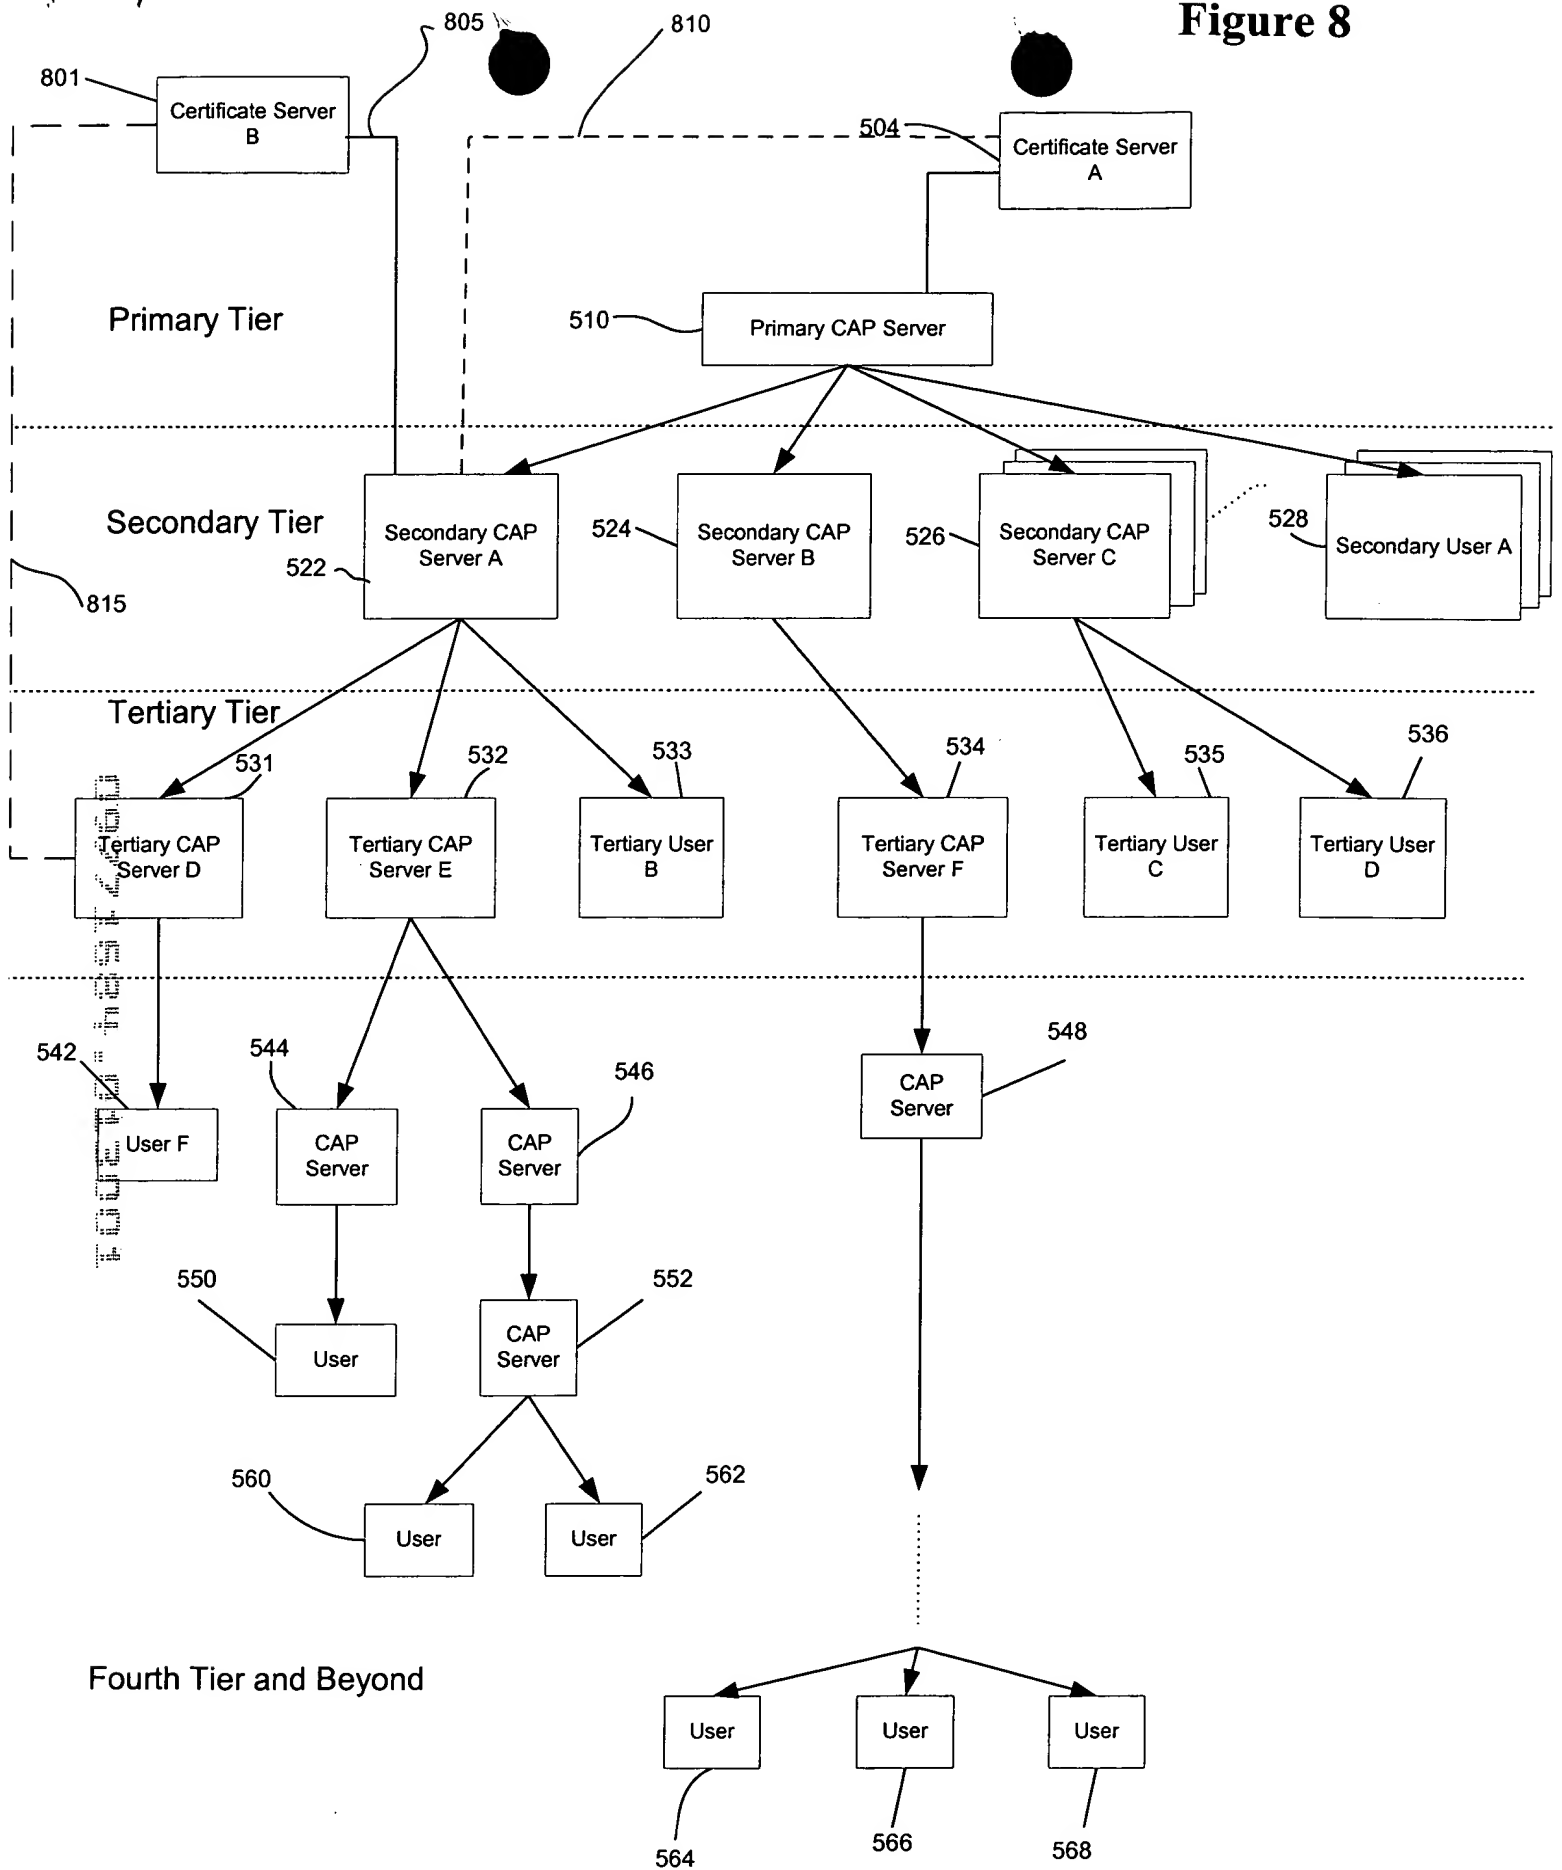 Figure 8
805
810
801
Certificate Server
B
504
Certificate Server
A
Primary Tier
510
Primary CAP Server
Secondary Tier
522
Secondary CAP
Server A
524
Secondary CAP
Server B
526
Secondary CAP
Server C
528
Secondary User A
815
Tertiary Tier
531
532
533
534
535
536
Tertiary CAP
Server D
Tertiary CAP
Server E
Tertiary User
B
Tertiary CAP
Server F
Tertiary User
C
Tertiary User
D
542
544
546
548
User F
CAP
Server
CAP
Server
CAP
Server
550
552
User
CAP
Server
560
562
User
User
Fourth Tier and Beyond
User
User
User
564
566
568